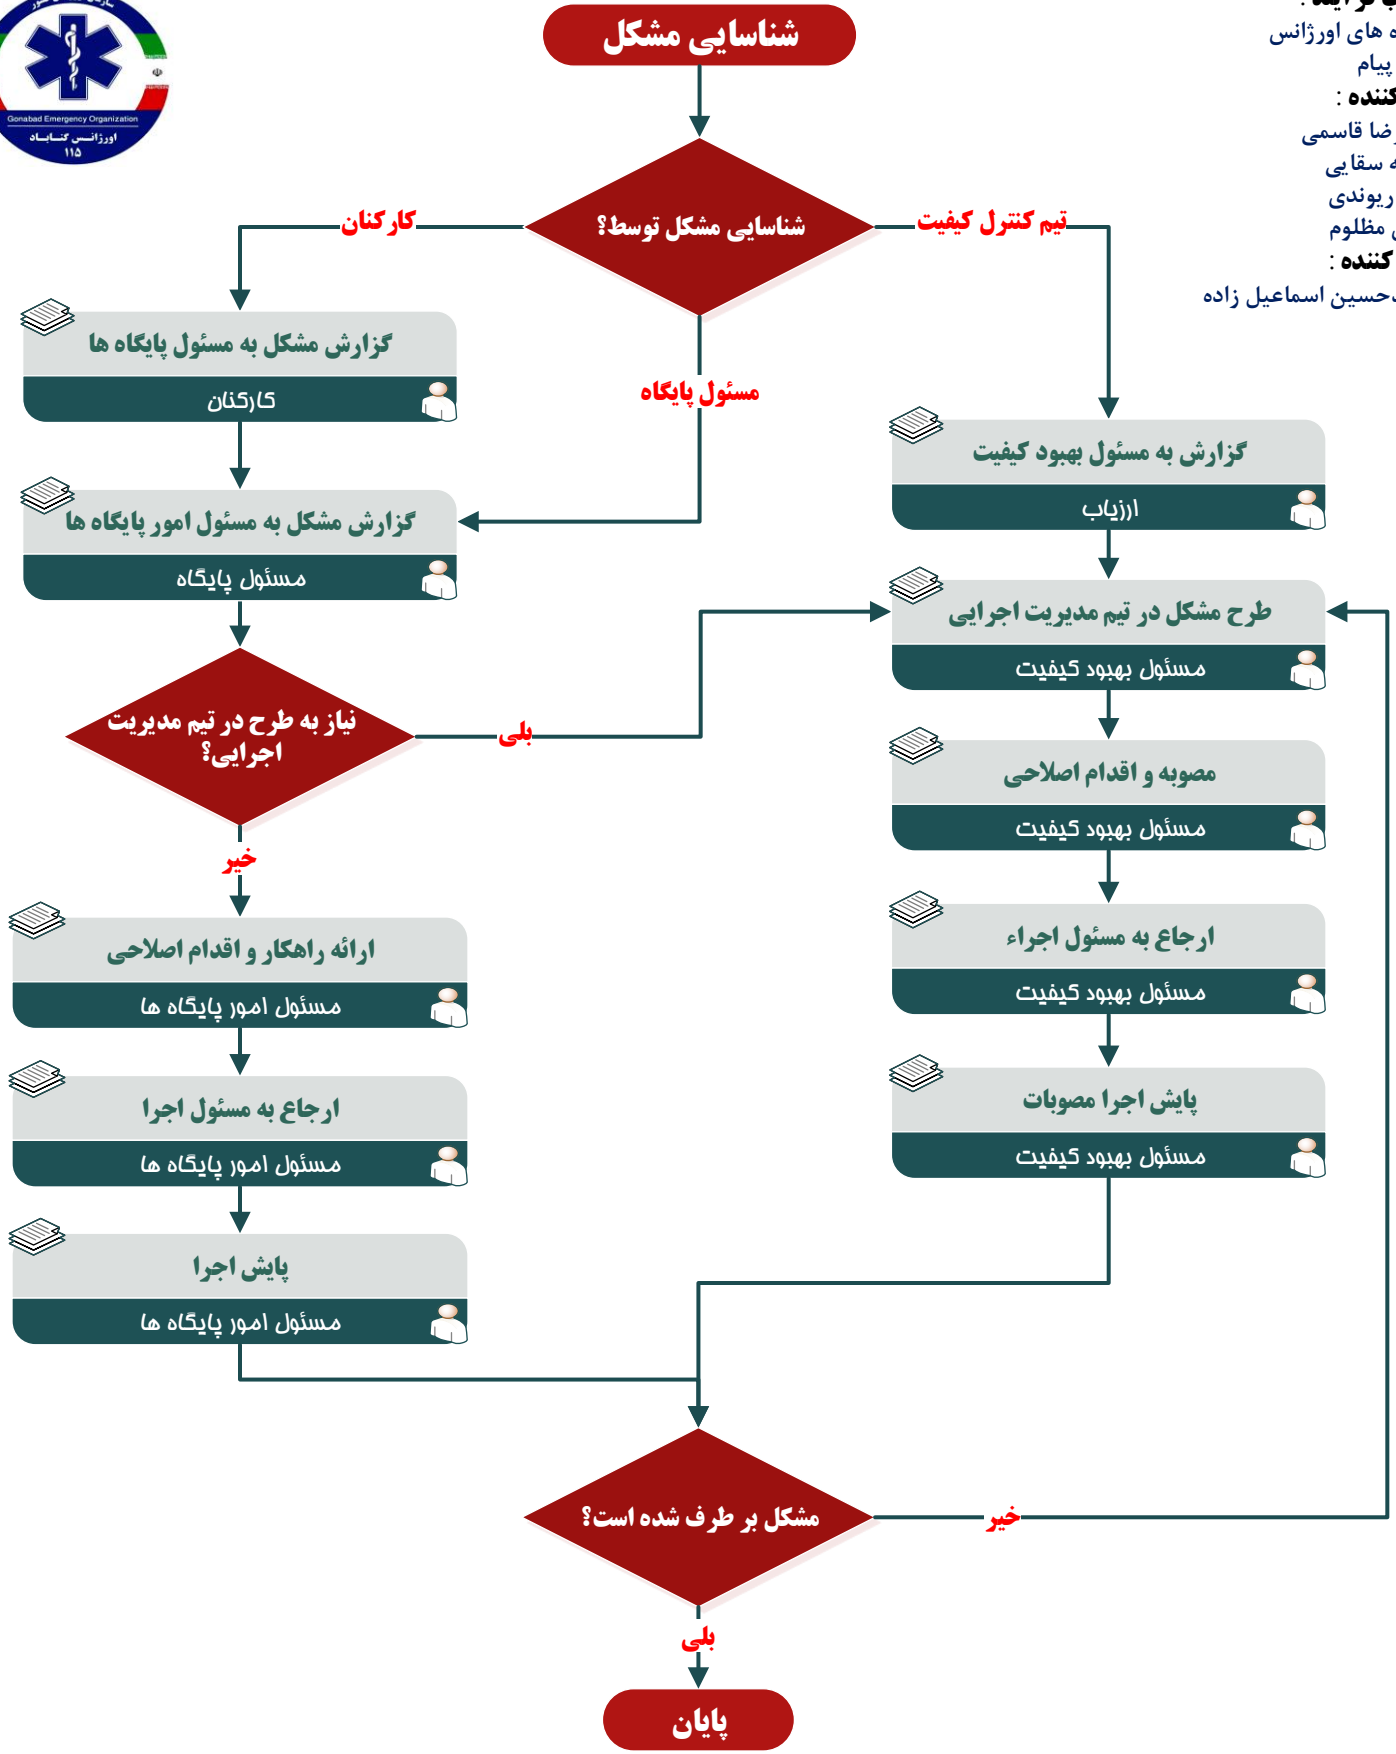 شناسایی مشکل
ه های اورژانس
پیام
کننده :
رضا قاسمی
ه سقایی
ریوندی
مظلوم
کننده :
حسین اسماعیل زاده
Gonabad Emergency Organization
اورژانس گناباد
۱۱۵
شناسایی مشکل توسط؟
تیم کنترل کیفیت
کارکنان
مسئول پایگاه
گزارش مشکل به مسئول پایگاه ها
کارکنان
گزارش به مسئول بهبود کیفیت
ارزیاب
گزارش مشکل به مسئول امور پایگاه ها
مسئول پایگاه
طرح مشکل در تیم مدیریت اجرایی
مسئول بهبود کیفیت
نیاز به طرح در تیم مدیریت
اجرایی؟
بلی
خیر
مصوبه و اقدام اصلاحی
مسئول بهبود کیفیت
ارجاع به مسئول اجراء
مسئول بهبود کیفیت
پایش اجرا مصوبات
مسئول بهبود کیفیت
ارائه راهکار و اقدام اصلاحی
مسئول امور پایگاه ها
ارجاع به مسئول اجرا
مسئول امور پایگاه ها
پایش اجرا
مسئول امور پایگاه ها
مشکل بر طرف شده است؟
خیر
بلی
پایان